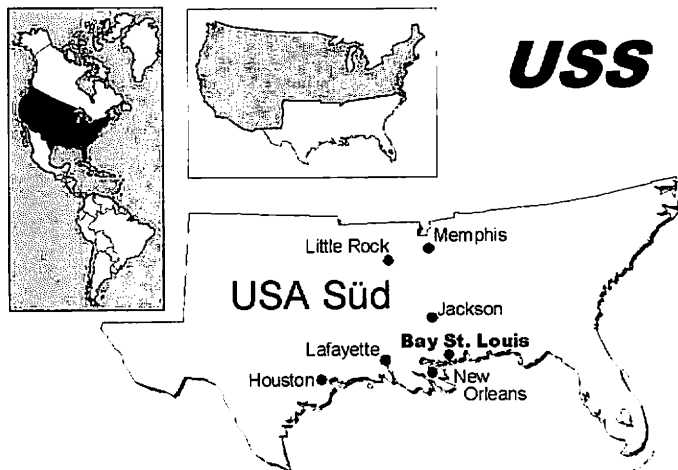 USS
Little Rock
Memphis
USA Süd
Jackson
Bay St. Louis
Lafayette
Houston
New
Orleans